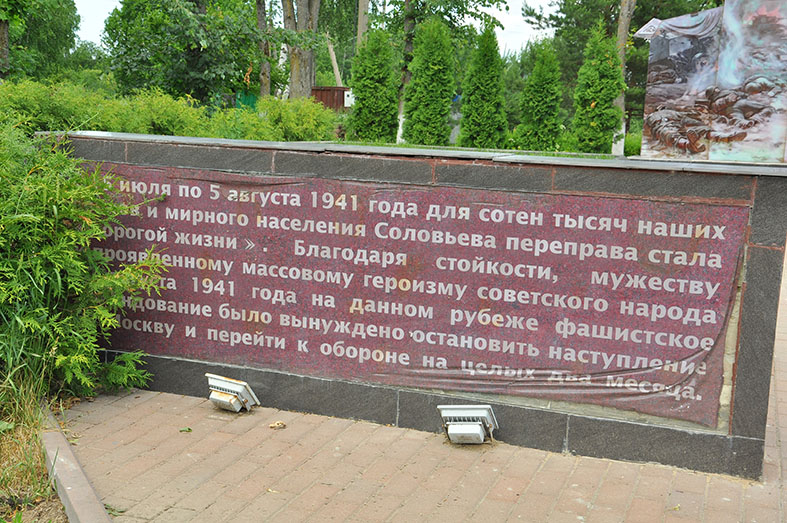 июля по 5 августа 1941 года для сотен тысяч наших
и мирного населения Соловьева переправа стала
орогой жизни ». Благодаря стойкости, мужеству
роявленному массовому героизму советского народа
та 1941 года на данном рубеже фашистское
ндование было вынуждено остановить наступление
оскву и перейти к обороне на целых два месяца.